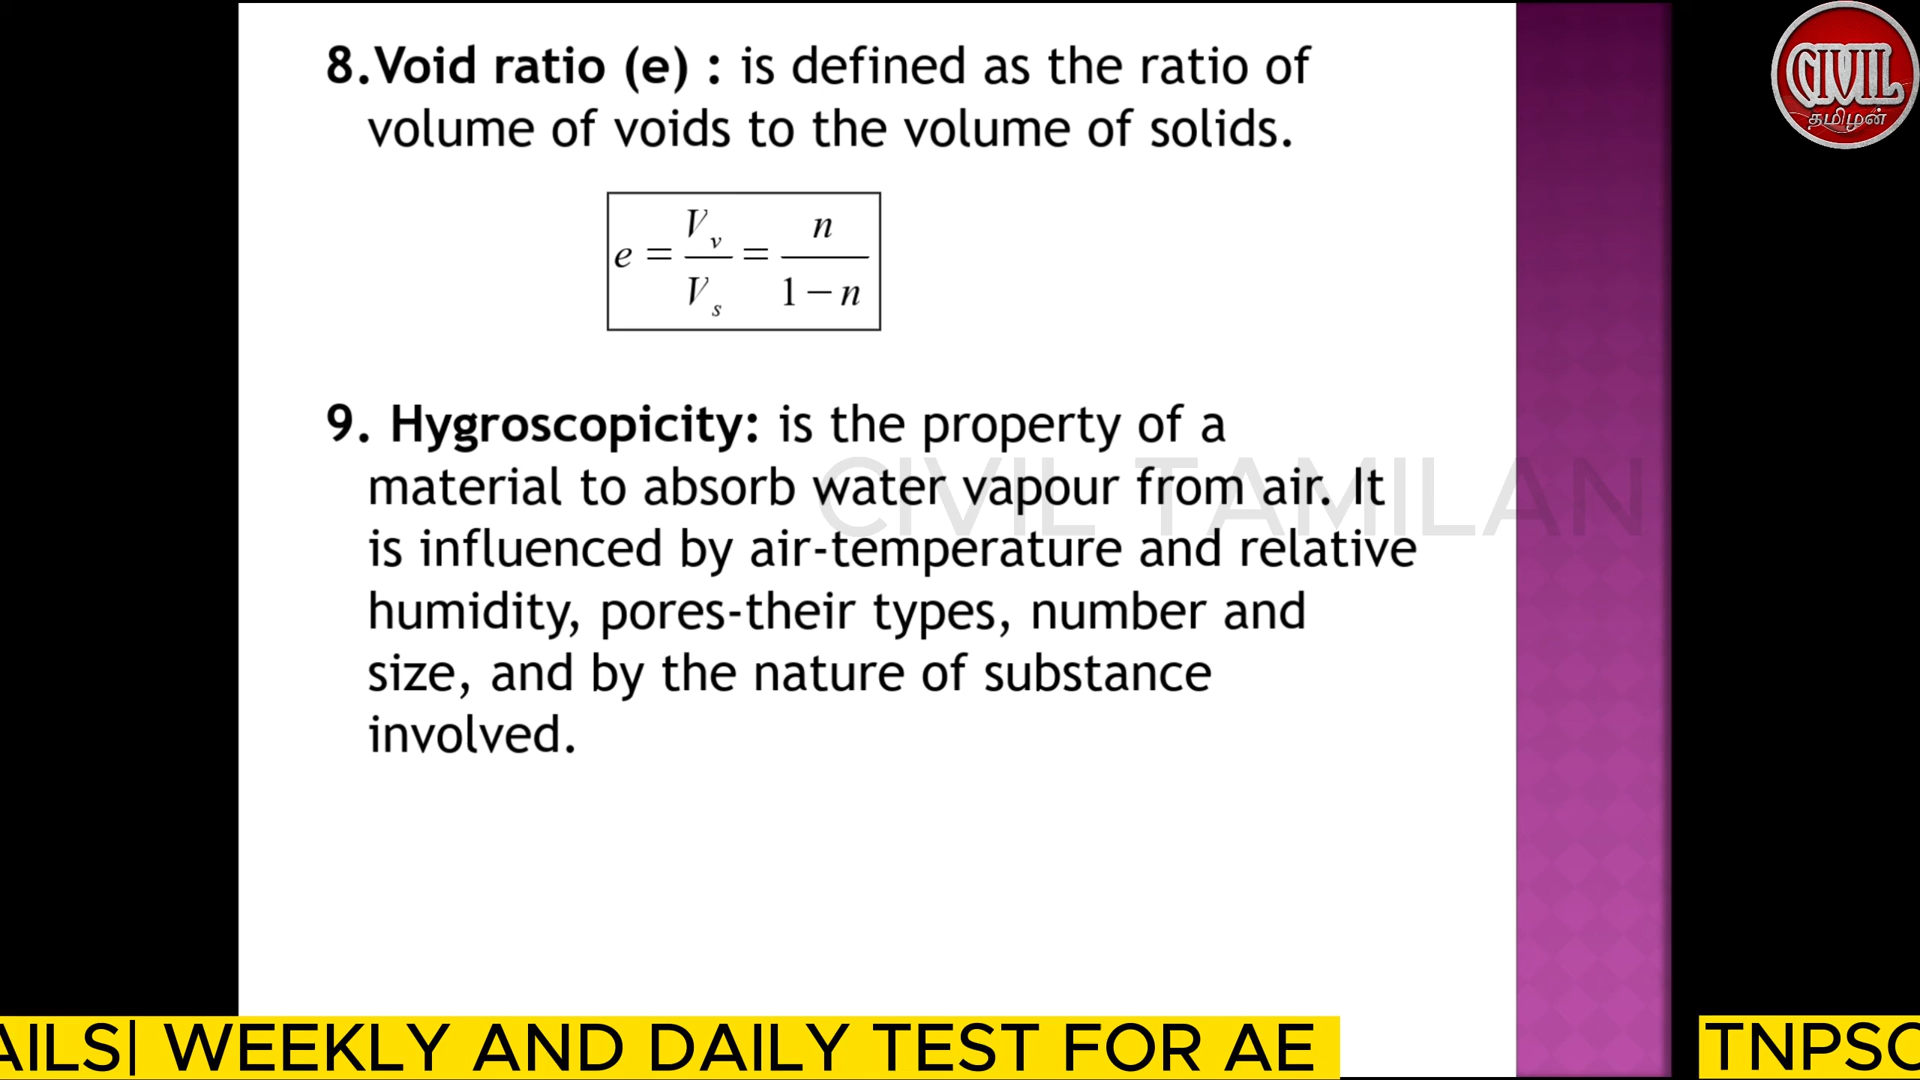 8.Void ratio (e) : is defined as the ratio of
volume of voids to the volume of solids.
e = V_v / V_s = n / 1 − n
9. Hygroscopicity: is the property of a
material to absorb water vapour from air. It
is influenced by air-temperature and relative
humidity, pores-their types, number and
size, and by the nature of substance
involved.
CIVIL TAMILAN
CIVIL
தமிழன்
AILS| WEEKLY AND DAILY TEST FOR AE
TNPSC